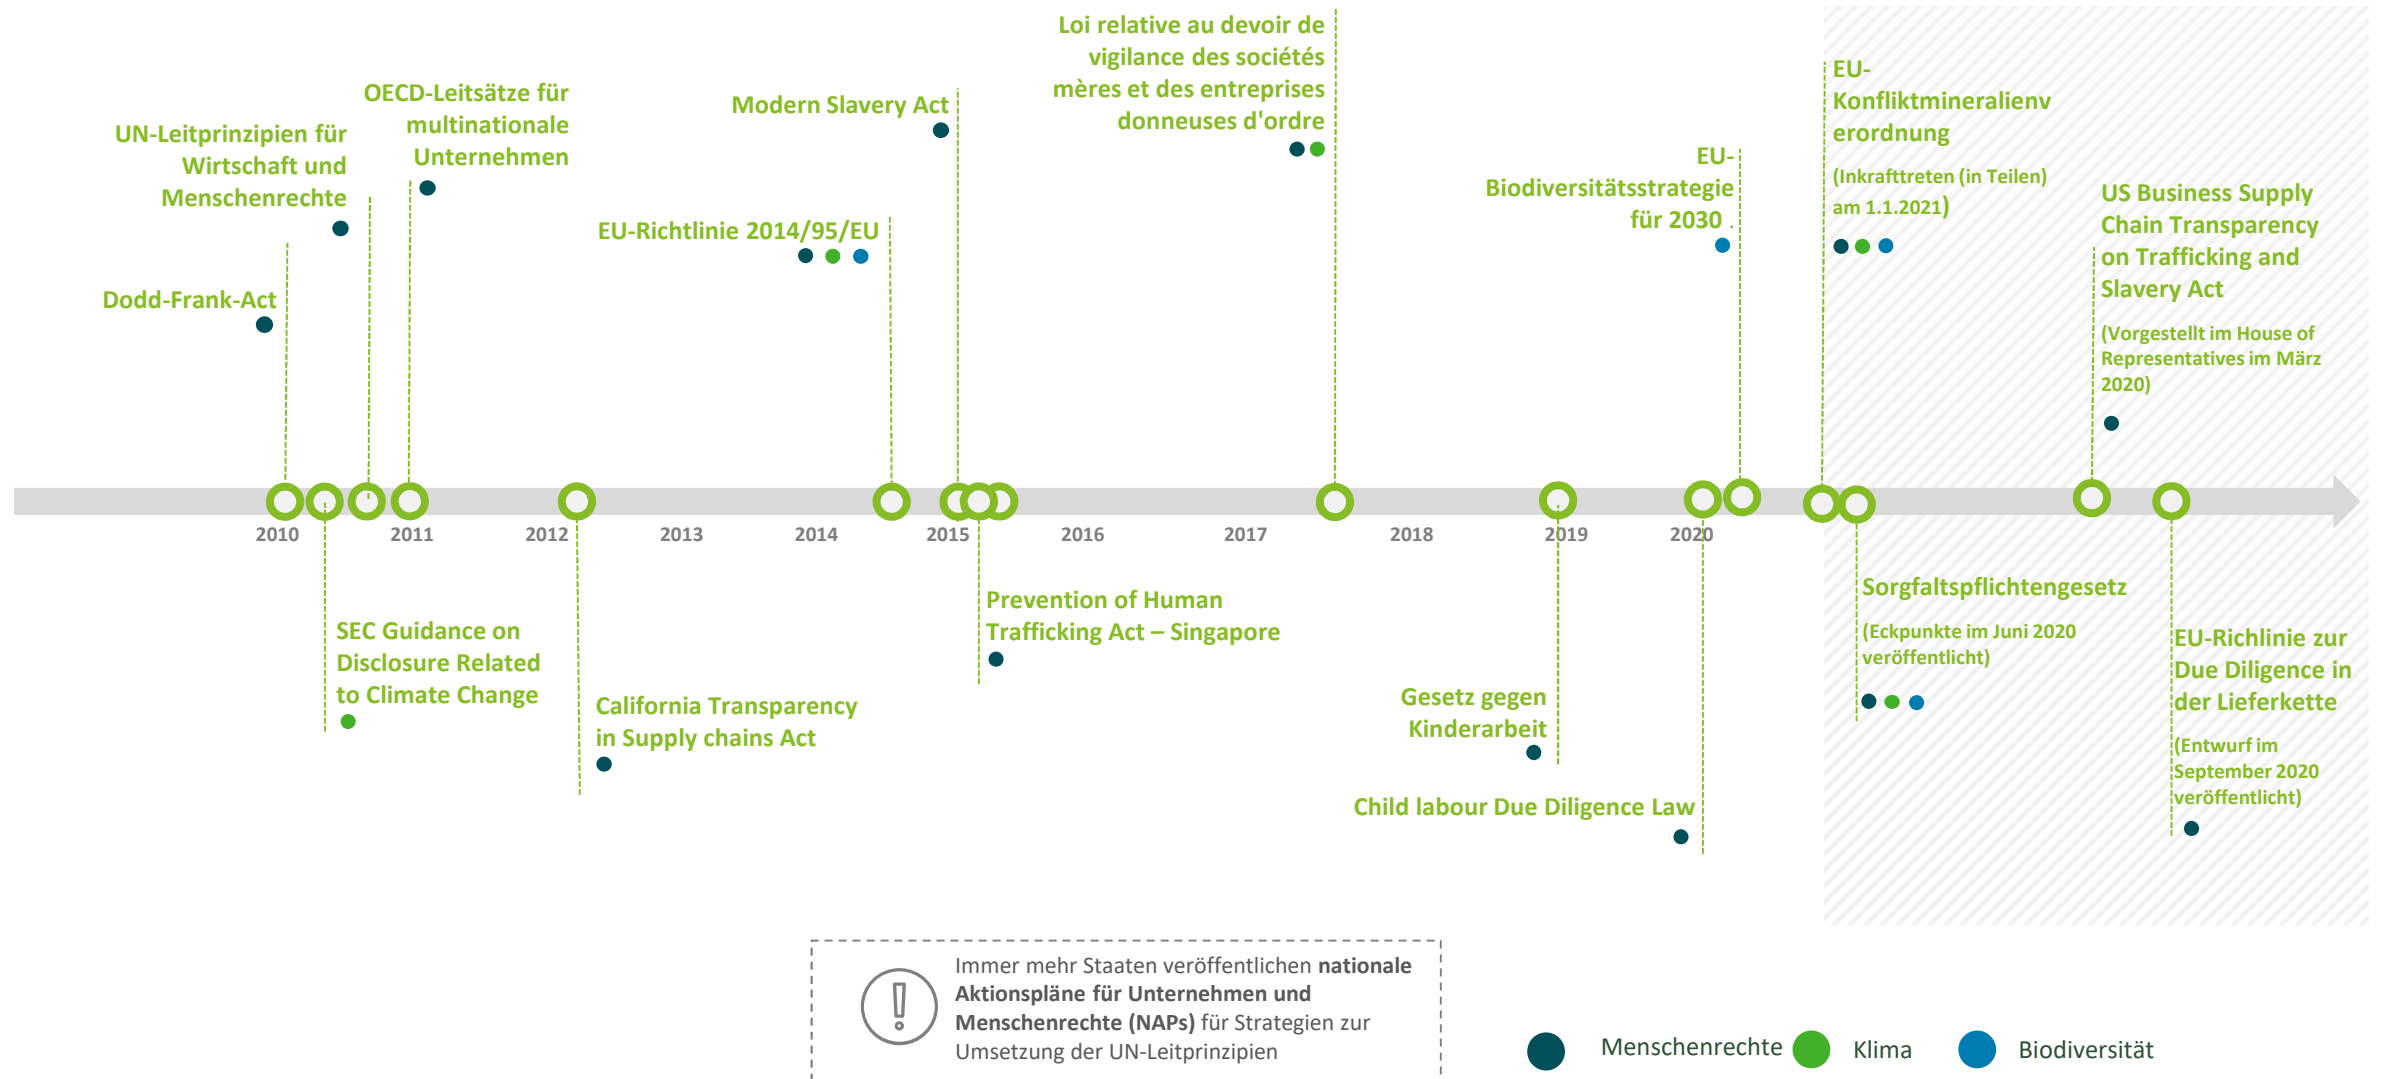 Loi relative au devoir de
vigilance des sociétés
mères et des entreprises
donneuses d'ordre
EU-
Konfliktmineralienv
erordnung
(Inkrafttreten (in Teilen)
am 1.1.2021)
OECD-Leitsätze für
multinationale
Unternehmen
Modern Slavery Act
UN-Leitprinzipien für
Wirtschaft und
Menschenrechte
EU-
Biodiversitätsstrategie
für 2030 .
US Business Supply
Chain Transparency
on Trafficking and
Slavery Act
(Vorgestellt im House of
Representatives im März
2020)
EU-Richtlinie 2014/95/EU
Dodd-Frank-Act
2010 2011 2012 2013 2014 2015 2016 2017 2018 2019 2020
SEC Guidance on
Disclosure Related
to Climate Change
California Transparency
in Supply chains Act
Prevention of Human
Trafficking Act – Singapore
Gesetz gegen
Kinderarbeit
Child labour Due Diligence Law
Sorgfaltspflichtengesetz
(Eckpunkte im Juni 2020
veröffentlicht)
EU-Richlinie zur
Due Diligence in
der Lieferkette
(Entwurf im
September 2020
veröffentlicht)
Immer mehr Staaten veröffentlichen nationale
Aktionspläne für Unternehmen und
Menschenrechte (NAPs) für Strategien zur
Umsetzung der UN-Leitprinzipien
Menschenrechte Klima Biodiversität